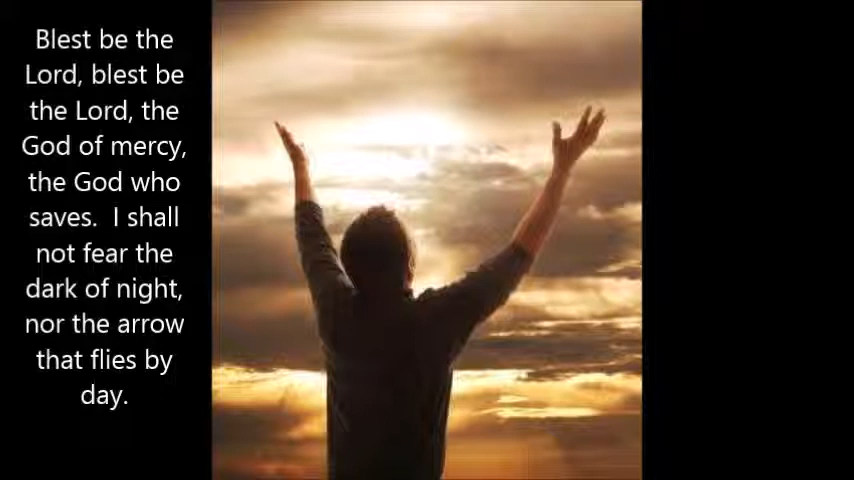 Blest be the
Lord, blest be
the Lord, the
God of mercy,
the God who
saves.  I shall
not fear the
dark of night,
nor the arrow
that flies by
day.